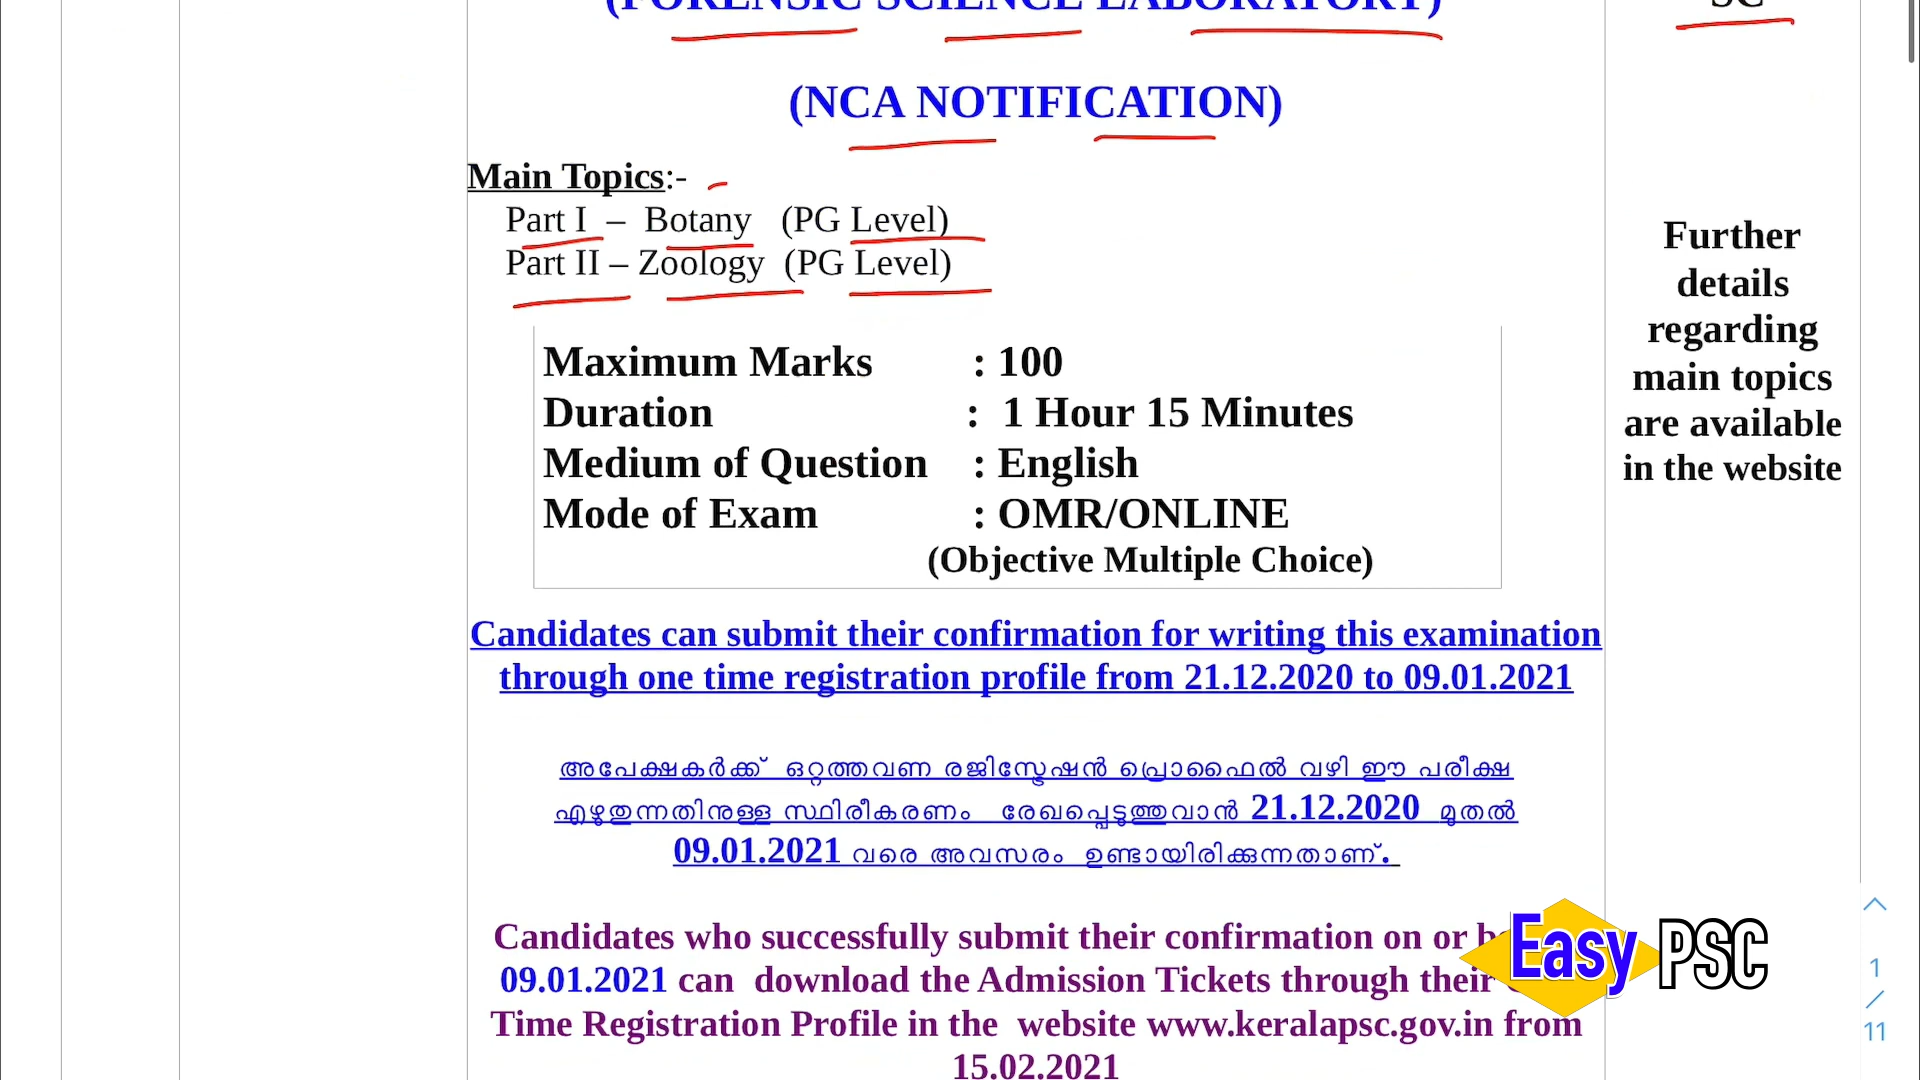 (FORENSIC SCIENCE LABORATORY)
SC
(NCA NOTIFICATION)
Main Topics:-
Part I – Botany (PG Level)
Part II – Zoology (PG Level)
Further
details
regarding
main topics
are available
in the website
Maximum Marks : 100
Duration : 1 Hour 15 Minutes
Medium of Question : English
Mode of Exam : OMR/ONLINE
(Objective Multiple Choice)
Candidates can submit their confirmation for writing this examination
through one time registration profile from 21.12.2020 to 09.01.2021
അപേക്ഷകർക്ക് ഒറ്റത്തവണ രജിസ്ട്രേഷൻ പ്രൊഫൈൽ വഴി ഈ പരീക്ഷ
എഴുതുന്നതിനുള്ള സ്ഥിരീകരണം രേഖപ്പെടുത്തുവാൻ 21.12.2020 മുതൽ
09.01.2021 വരെ അവസരം ഉണ്ടായിരിക്കുന്നതാണ്.
Candidates who successfully submit their confirmation on or
09.01.2021 can download the Admission Tickets through their
Time Registration Profile in the website www.keralapsc.gov.in from
15.02.2021
Easy PSC
1
/
11